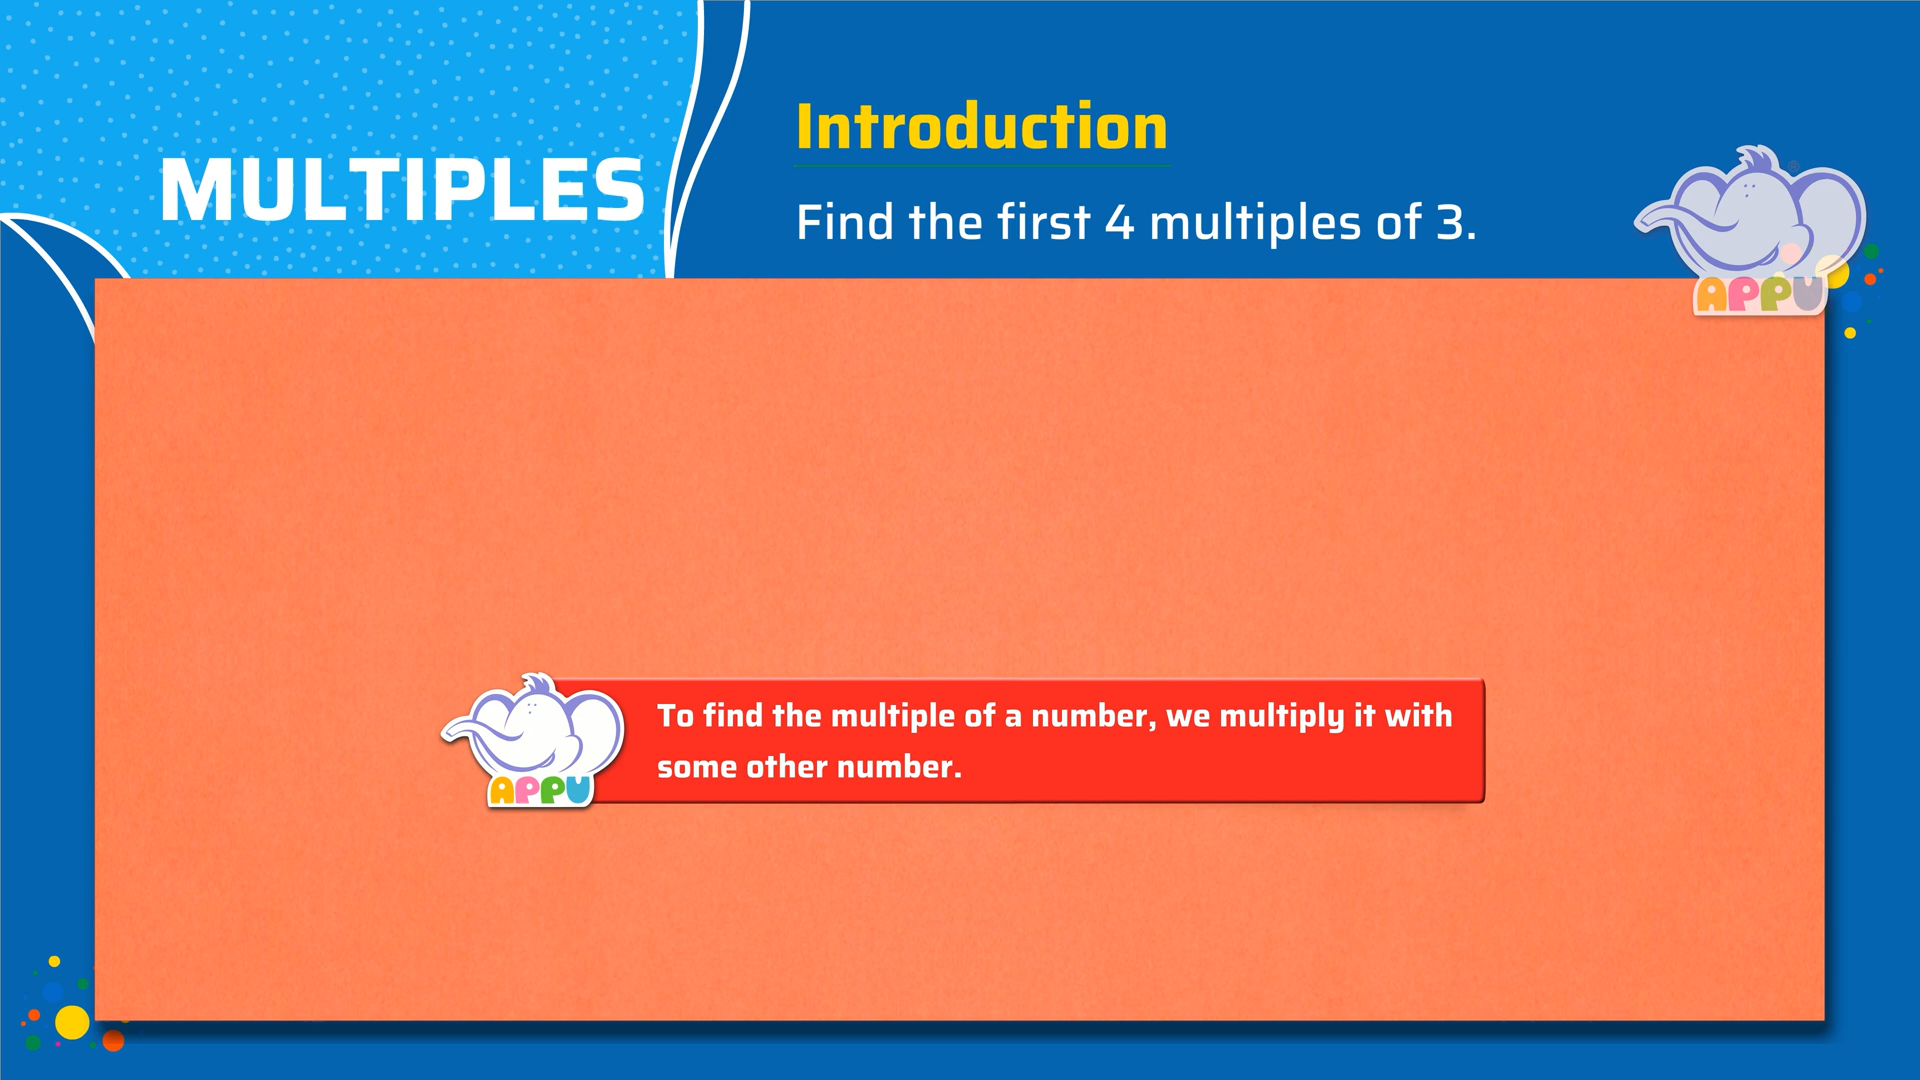 MULTIPLES
Introduction
Find the first 4 multiples of 3.
APPU
To find the multiple of a number, we multiply it with
some other number.
APPU